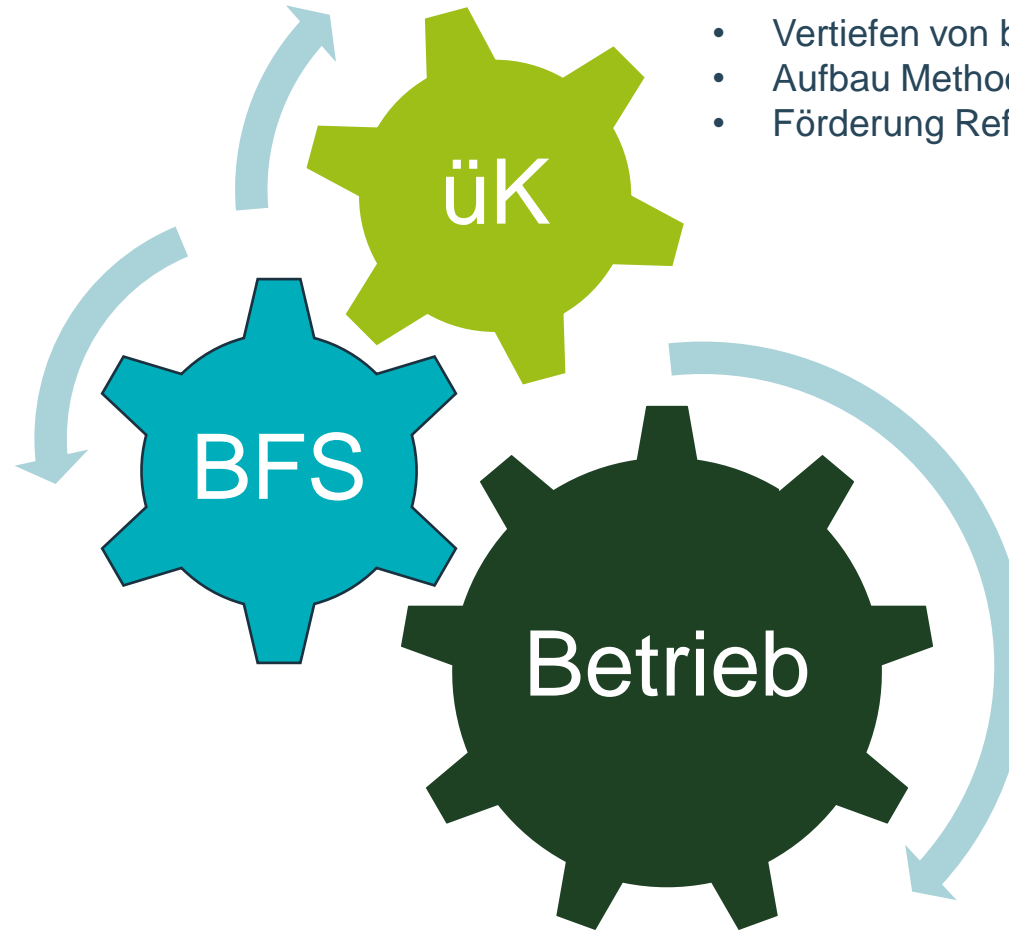 • Vertiefen von
• Aufbau
• Förderung
üK
BFS
Betrieb